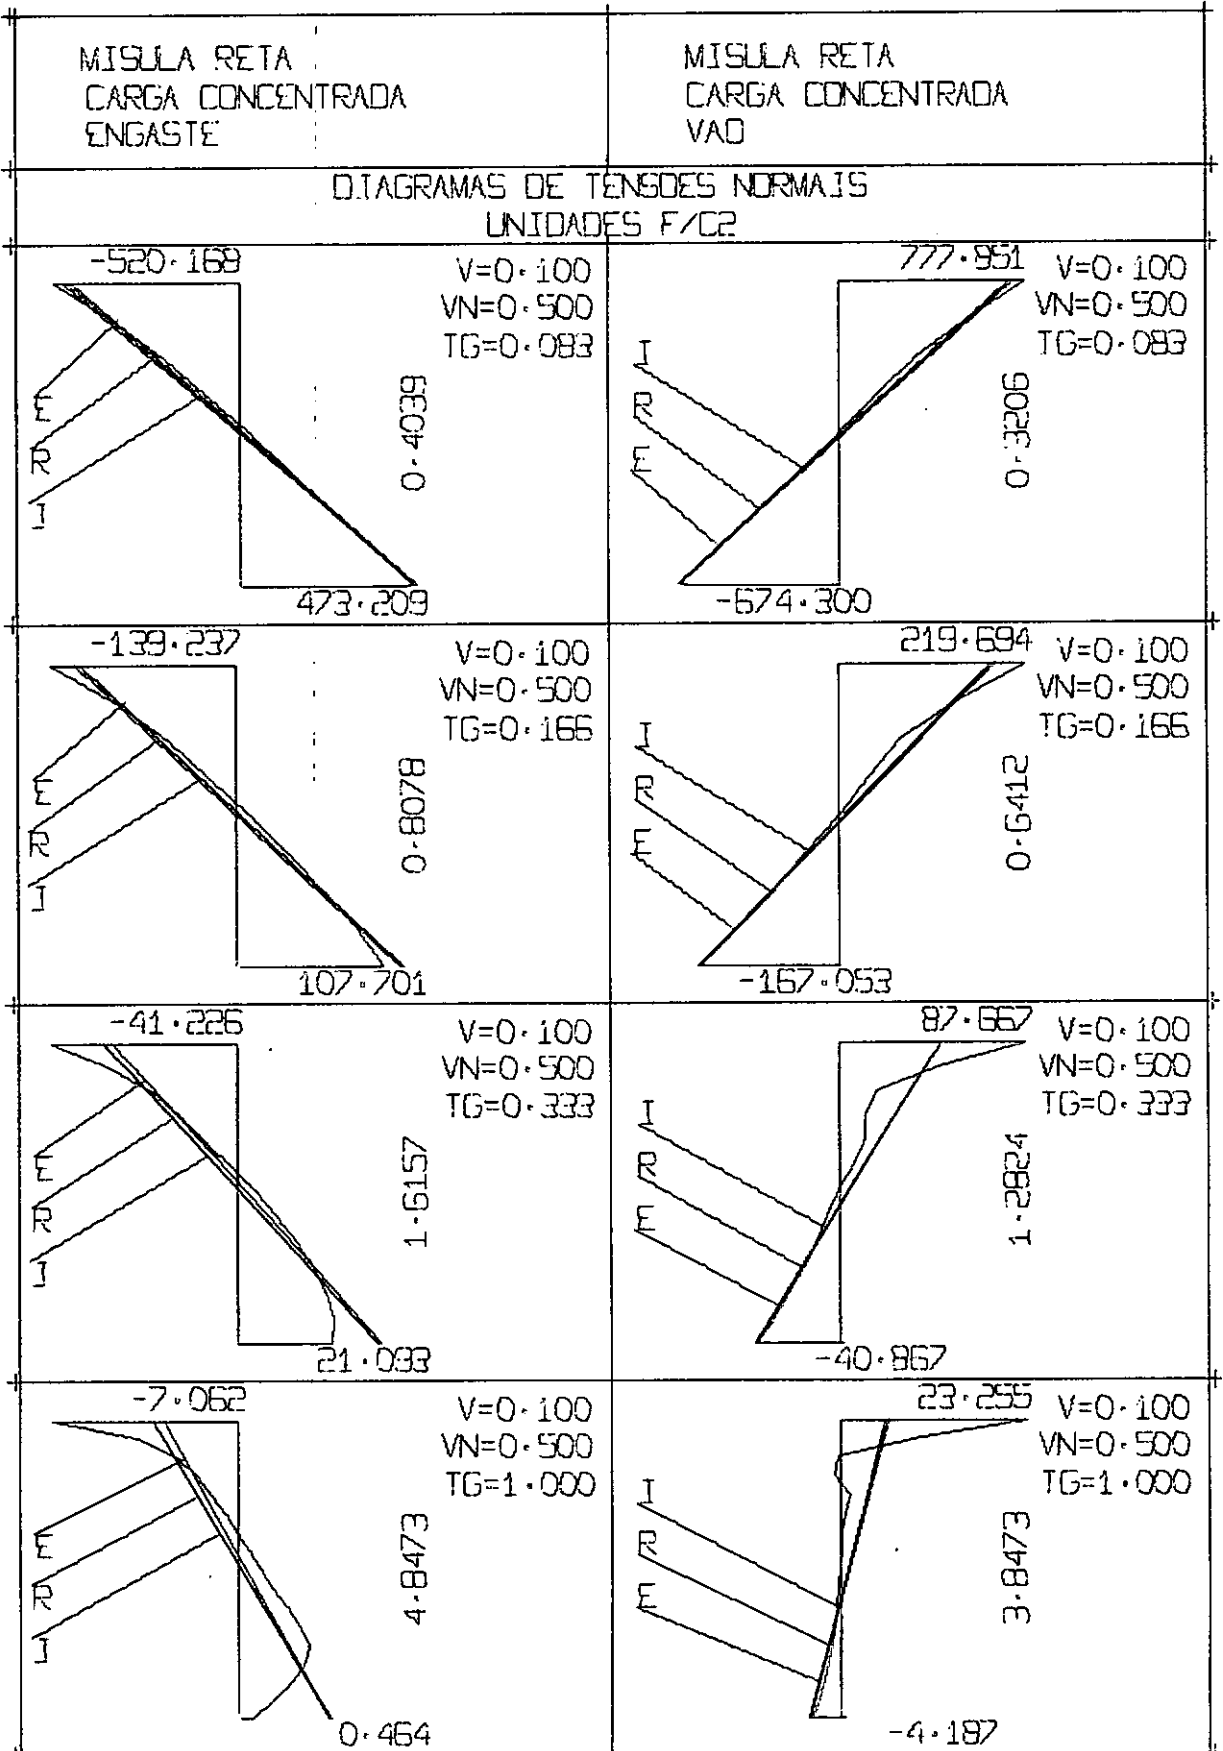 MISULA RETA
CARGA CONCENTRADA
ENGASTE
MISULA RETA
CARGA CONCENTRADA
VAO
DIAGRAMAS DE TENSOES NORMAIS
UNIDADES F/C2
-520.168
V=0.100
VN=0.500
TG=0.083
E
R
I
0.4039
473.209
777.951
V=0.100
VN=0.500
TG=0.083
I
R
E
0.3206
-674.300
-139.237
V=0.100
VN=0.500
TG=0.166
E
R
I
0.8078
107.701
219.694
V=0.100
VN=0.500
TG=0.166
I
R
E
0.6412
-167.053
-41.226
V=0.100
VN=0.500
TG=0.333
E
R
I
1.6157
21.093
87.667
V=0.100
VN=0.500
TG=0.333
I
R
E
1.2824
-40.867
-7.062
V=0.100
VN=0.500
TG=1.000
E
R
I
4.8473
0.464
23.255
V=0.100
VN=0.500
TG=1.000
I
R
E
3.8473
-4.187